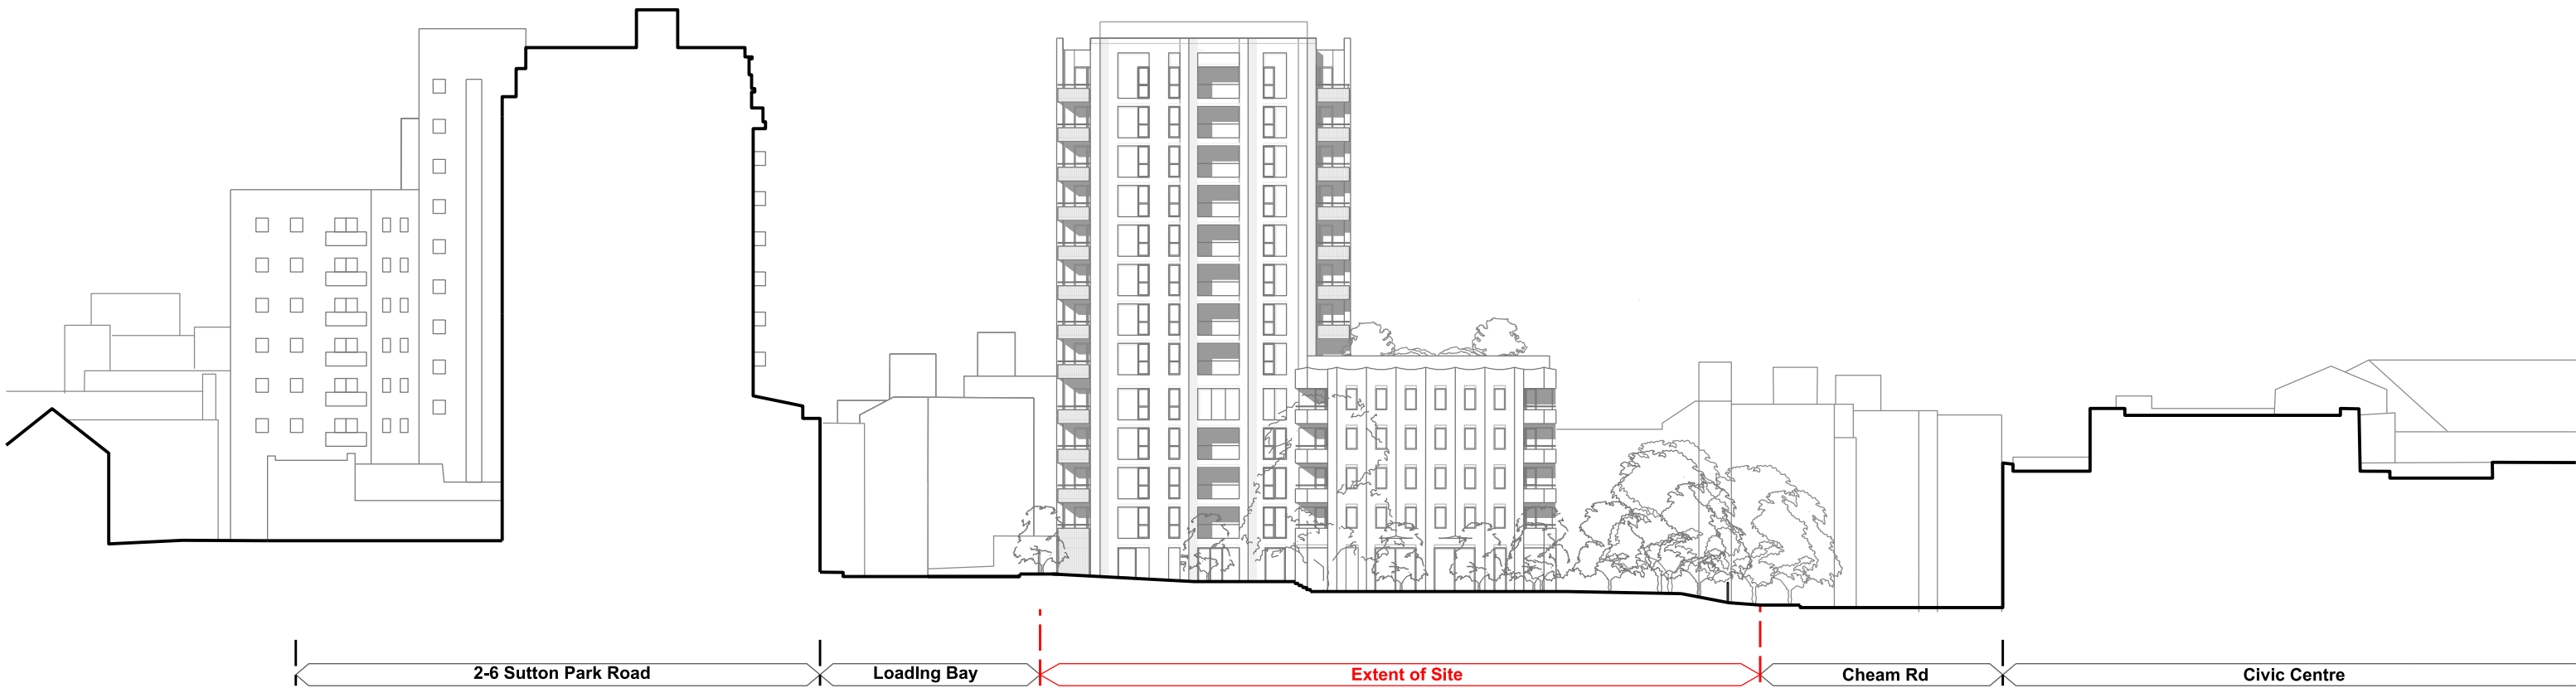 2-6 Sutton Park Road
LoadIng Bay
Extent of Site
Cheam Rd
Civic Centre